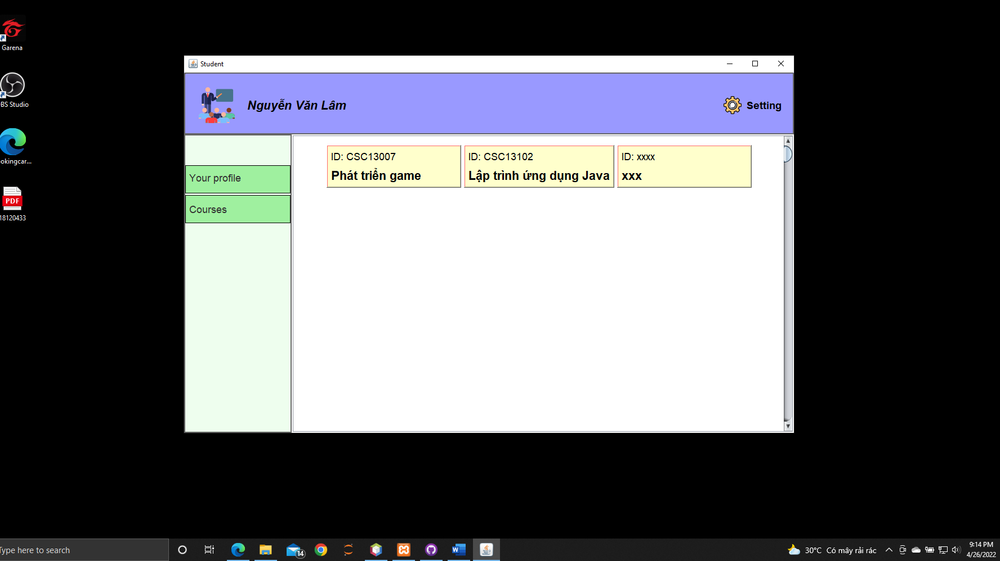 Garena
BS Studio
okingcar...
PDF
18120433
Student
Nguyễn Văn Lâm
Setting
Your profile
Courses
ID: CSC13007
Phát triển game
ID: CSC13102
Lập trình ứng dụng Java
ID: xxxx
xxx
Type here to search
14
30°C Có mây rải rác
9:14 PM
4/26/2022